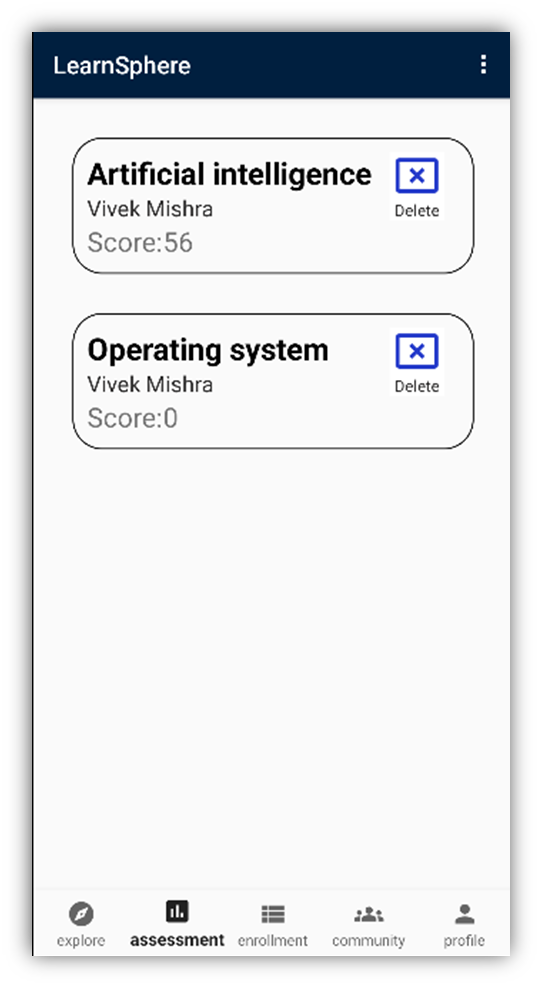 LearnSphere
Artificial intelligence
Delete
Vivek Mishra
Score:56
Operating system
Delete
Vivek Mishra
Score:0
explore assessment enrollment community profile